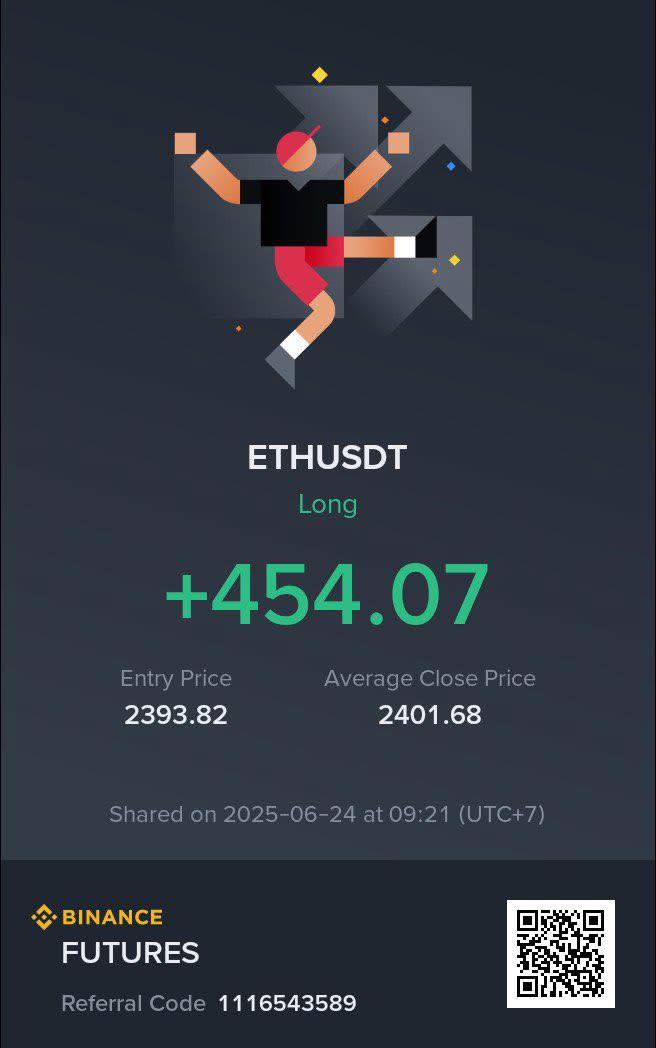 ETHUSDT
Long
+454.07
Entry Price Average Close Price
2393.82 2401.68
Shared on 2025-06-24 at 09:21 (UTC+7)
BINANCE
FUTURES
Referral Code 1116543589